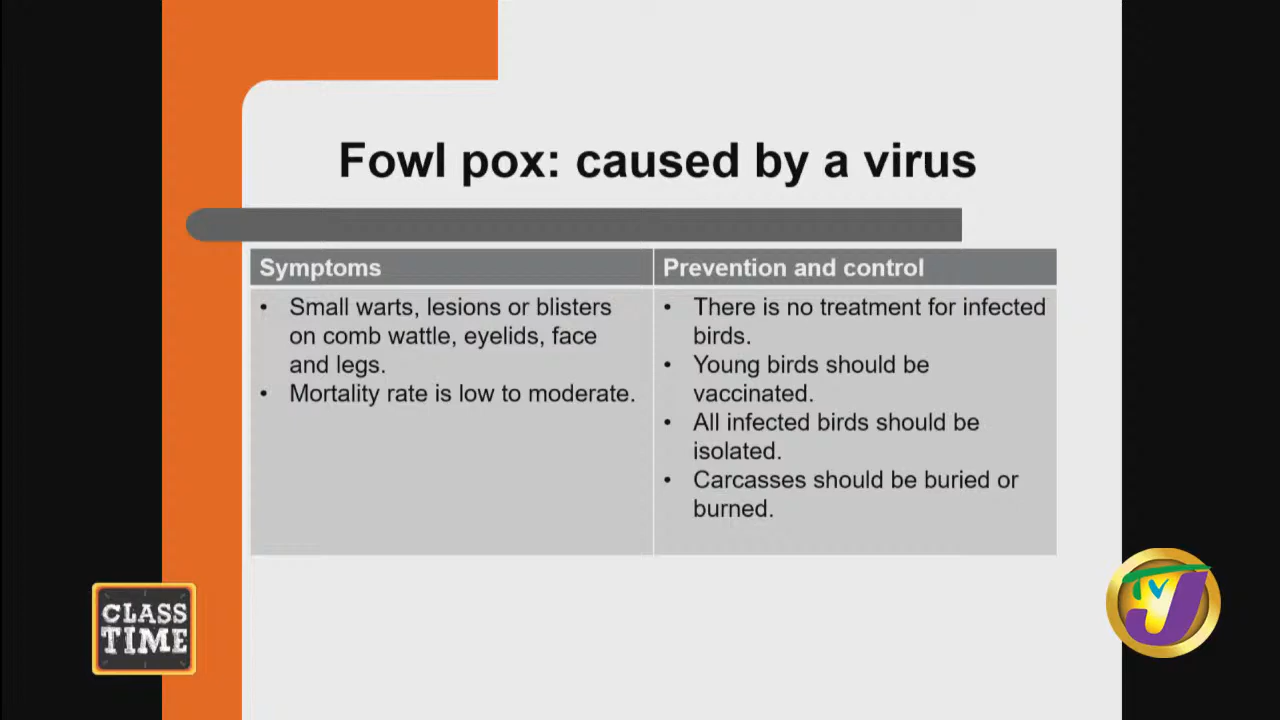 Fowl pox: caused by a virus
Symptoms
• Small warts, lesions or blisters
on comb wattle, eyelids, face
and legs.
• Mortality rate is low to moderate.
Prevention and control
• There is no treatment for infected
birds.
• Young birds should be
vaccinated.
• All infected birds should be
isolated.
• Carcasses should be buried or
burned.
CLASS
TIME
TVJ